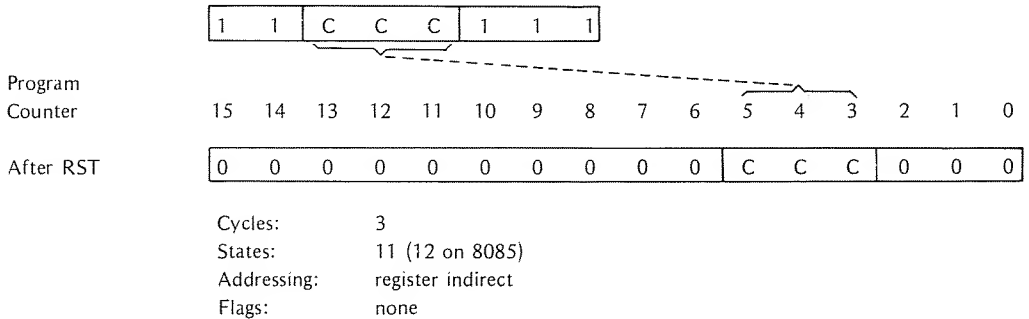 1 1 C C C 1 1 1
Program
Counter 15 14 13 12 11 10 9 8 7 6 5 4 3 2 1 0
After RST 0 0 0 0 0 0 0 0 0 0 C C C 0 0 0
Cycles: 3
States: 11 (12 on 8085)
Addressing: register indirect
Flags: none